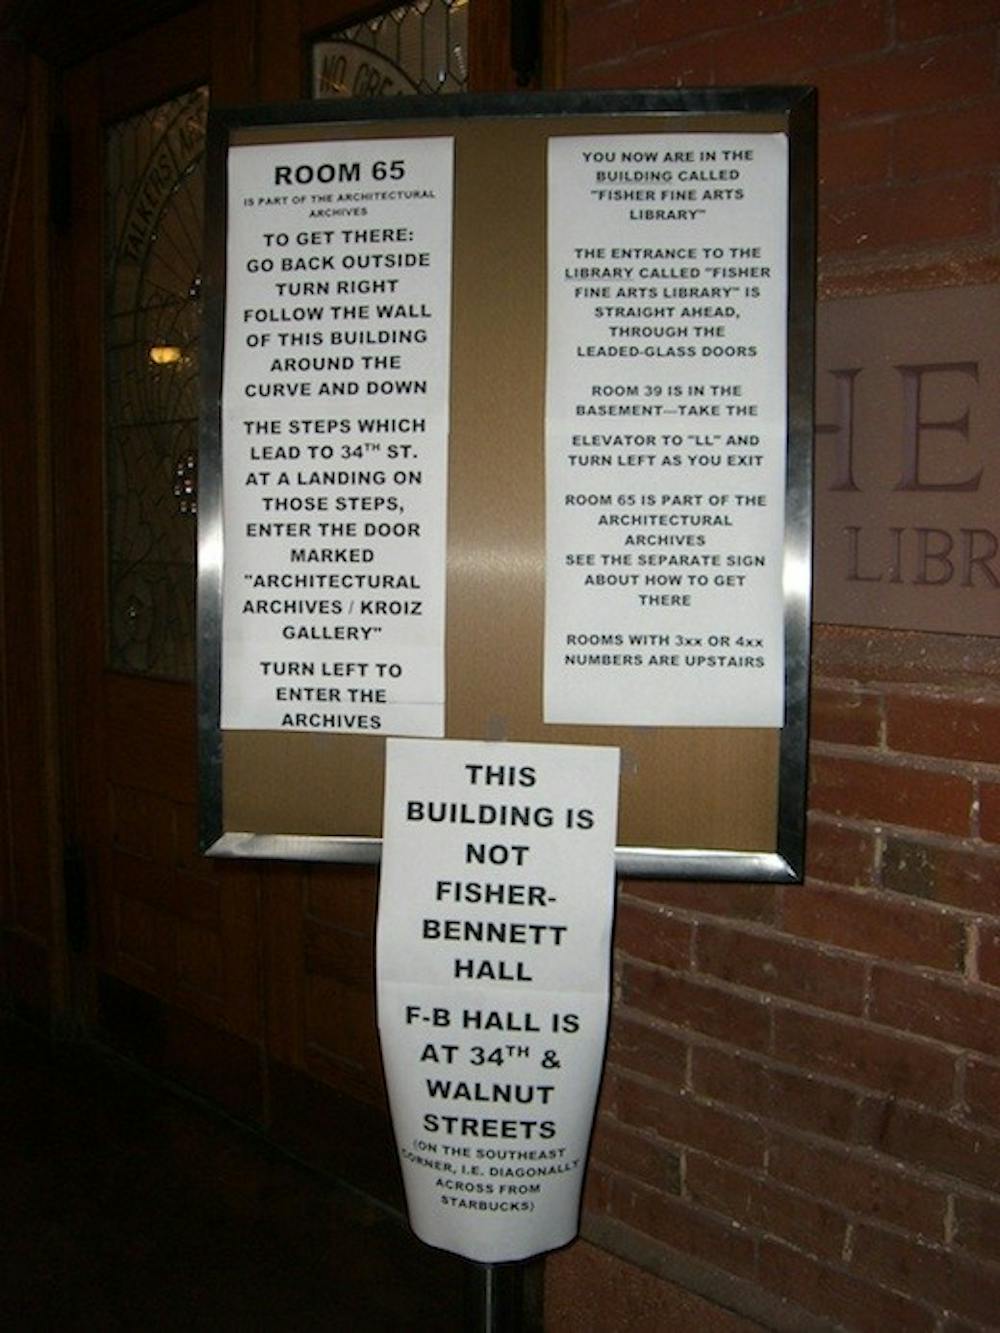 NO GRE
TALKERS
ROOM 65
IS PART OF THE ARCHITECTURAL
ARCHIVES
TO GET THERE:
GO BACK OUTSIDE
TURN RIGHT
FOLLOW THE WALL
OF THIS BUILDING
AROUND THE
CURVE AND DOWN
THE STEPS WHICH
LEAD TO 34TH ST.
AT A LANDING ON
THOSE STEPS,
ENTER THE DOOR
MARKED
"ARCHITECTURAL
ARCHIVES / KROIZ
GALLERY"
TURN LEFT TO
ENTER THE
ARCHIVES
YOU NOW ARE IN THE
BUILDING CALLED
"FISHER FINE ARTS
LIBRARY"
THE ENTRANCE TO THE
LIBRARY CALLED "FISHER
FINE ARTS LIBRARY" IS
STRAIGHT AHEAD,
THROUGH THE
LEADED-GLASS DOORS
ROOM 39 IS IN THE
BASEMENT—TAKE THE
ELEVATOR TO "LL" AND
TURN LEFT AS YOU EXIT
ROOM 65 IS PART OF THE
ARCHITECTURAL
ARCHIVES
SEE THE SEPARATE SIGN
ABOUT HOW TO GET
THERE
ROOMS WITH 3xx OR 4xx
NUMBERS ARE UPSTAIRS
THIS
BUILDING IS
NOT
FISHER-
BENNETT
HALL
F-B HALL IS
AT 34TH &
WALNUT
STREETS
(ON THE SOUTHEAST
CORNER, I.E. DIAGONALLY
ACROSS FROM
STARBUCKS)
HE
LIBR